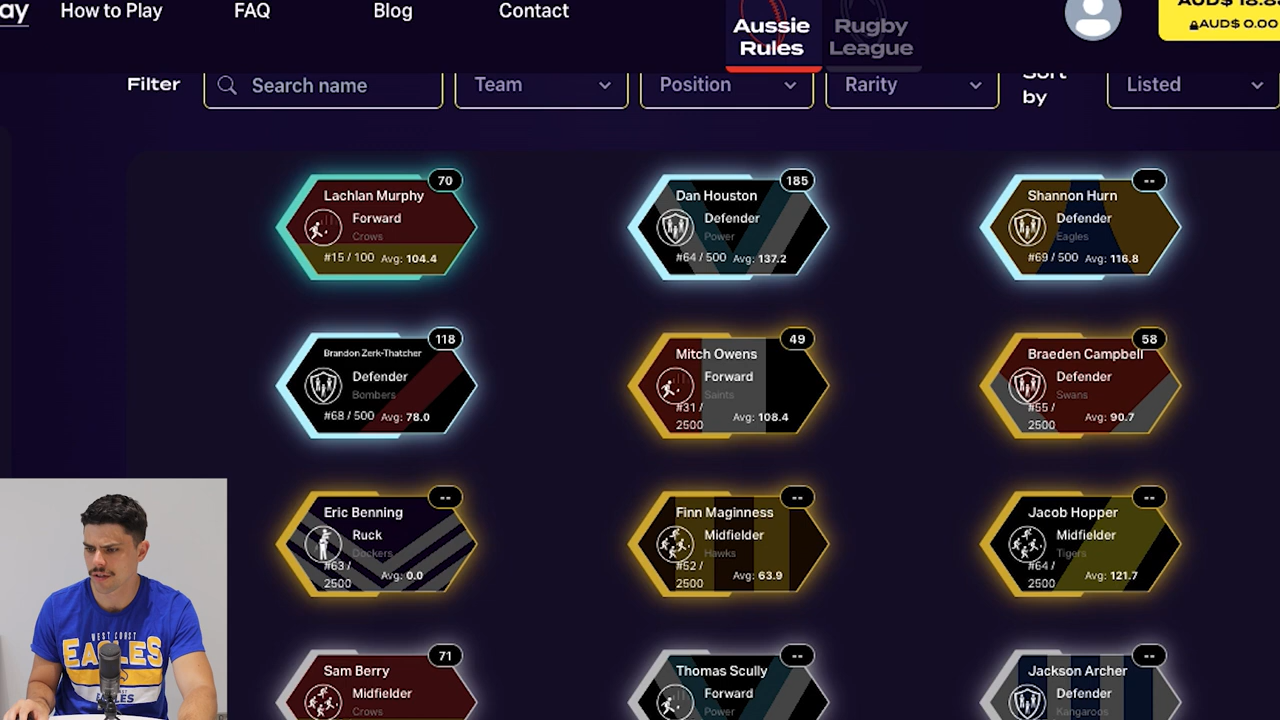 ay
How to Play
FAQ
Blog
Contact
Aussie
Rules
Rugby
League
AUD$ 0.00
Filter
Search name
Team
Position
Rarity
Sort
by
Listed
70
Lachlan Murphy
Forward
Crows
#15 / 100 Avg: 104.4
185
Dan Houston
Defender
Power
#64 / 500 Avg: 137.2
--
Shannon Hurn
Defender
Eagles
#69 / 500 Avg: 116.8
118
Brandon Zerk-Thatcher
Defender
Bombers
#68 / 500 Avg: 78.0
49
Mitch Owens
Forward
Saints
#31 /
2500
Avg: 108.4
58
Braeden Campbell
Defender
Swans
#55 /
2500
Avg: 90.7
--
Eric Benning
Ruck
Dockers
#63 /
2500
Avg: 0.0
--
Finn Maginness
Midfielder
Hawks
#52 /
2500
Avg: 63.9
--
Jacob Hopper
Midfielder
Tigers
#64 /
2500
Avg: 121.7
71
Sam Berry
Midfielder
Crows
--
Thomas Scully
Forward
Power
--
Jackson Archer
Defender
Kangaroos
WEST COAST
EAGLES
EAGLES